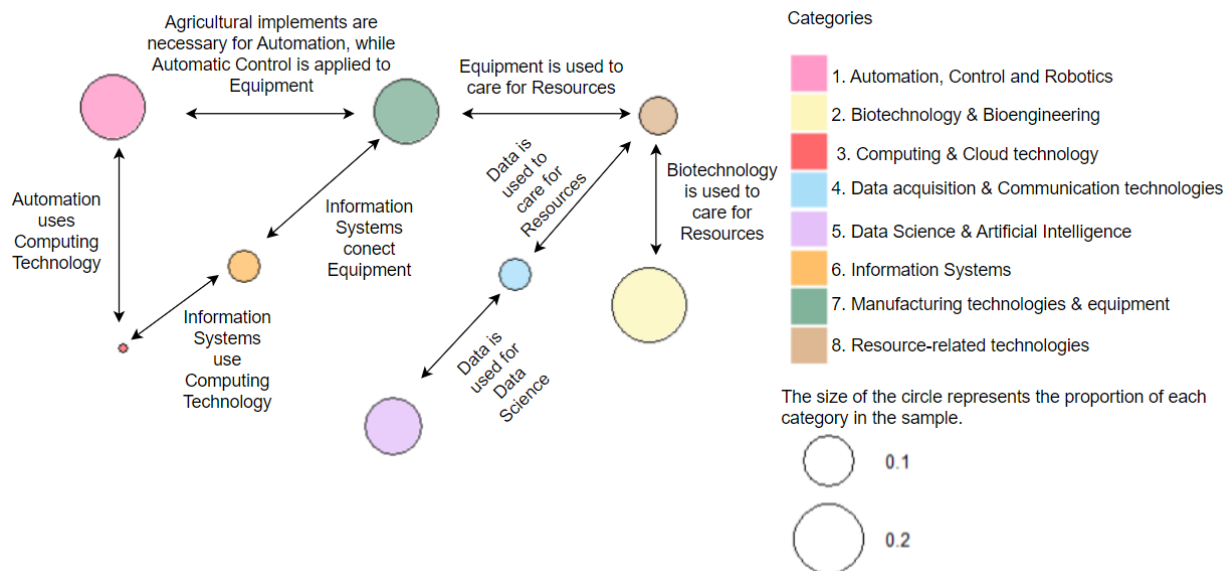 Agricultural implements are
necessary for Automation, while
Automatic Control is applied to
Equipment
Equipment is used to
care for Resources
Automation
uses
Computing
Technology
Information
Systems
conect
Equipment
Data is
used to
care for
Resources
Biotechnology
is used to
care for
Resources
Information
Systems
use
Computing
Technology
Data is
used for
Data
Science
Categories
1. Automation, Control and Robotics
2. Biotechnology & Bioengineering
3. Computing & Cloud technology
4. Data acquisition & Communication technologies
5. Data Science & Artificial Intelligence
6. Information Systems
7. Manufacturing technologies & equipment
8. Resource-related technologies
The size of the circle represents the proportion of each
category in the sample.
0.1
0.2